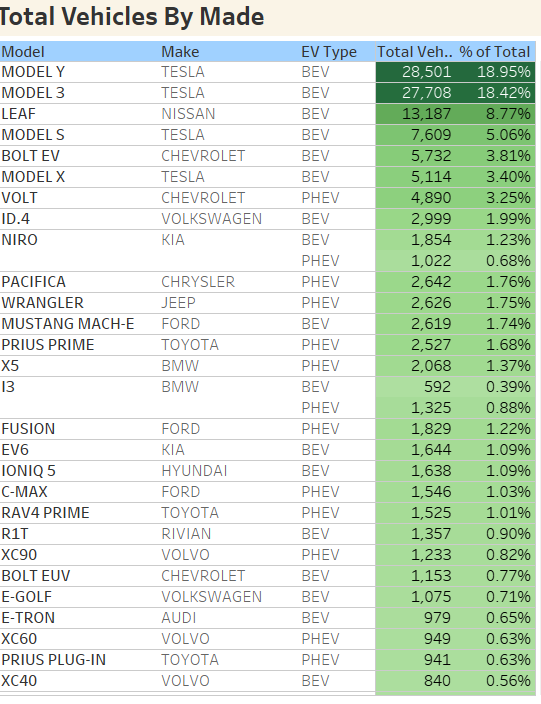 Total Vehicles By Made
Model Make EV Type Total Veh.. % of Total
MODEL Y TESLA BEV 28,501 18.95%
MODEL 3 TESLA BEV 27,708 18.42%
LEAF NISSAN BEV 13,187 8.77%
MODEL S TESLA BEV 7,609 5.06%
BOLT EV CHEVROLET BEV 5,732 3.81%
MODEL X TESLA BEV 5,114 3.40%
VOLT CHEVROLET PHEV 4,890 3.25%
ID.4 VOLKSWAGEN BEV 2,999 1.99%
NIRO KIA BEV 1,854 1.23%
PHEV 1,022 0.68%
PACIFICA CHRYSLER PHEV 2,642 1.76%
WRANGLER JEEP PHEV 2,626 1.75%
MUSTANG MACH-E FORD BEV 2,619 1.74%
PRIUS PRIME TOYOTA PHEV 2,527 1.68%
X5 BMW PHEV 2,068 1.37%
I3 BMW BEV 592 0.39%
PHEV 1,325 0.88%
FUSION FORD PHEV 1,829 1.22%
EV6 KIA BEV 1,644 1.09%
IONIQ 5 HYUNDAI BEV 1,638 1.09%
C-MAX FORD PHEV 1,546 1.03%
RAV4 PRIME TOYOTA PHEV 1,525 1.01%
R1T RIVIAN BEV 1,357 0.90%
XC90 VOLVO PHEV 1,233 0.82%
BOLT EUV CHEVROLET BEV 1,153 0.77%
E-GOLF VOLKSWAGEN BEV 1,075 0.71%
E-TRON AUDI BEV 979 0.65%
XC60 VOLVO PHEV 949 0.63%
PRIUS PLUG-IN TOYOTA PHEV 941 0.63%
XC40 VOLVO BEV 840 0.56%